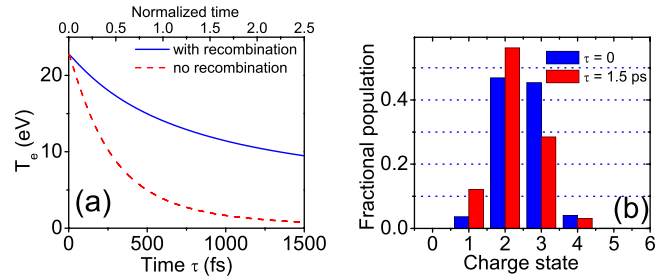 Normalized time
0.0 0.5 1.0 1.5 2.0 2.5
with recombination
no recombination
20
10
0
T_e (eV)
(a)
0 500 1000 1500
Time τ (fs)
τ = 0
τ = 1.5 ps
0.4
0.2
0.0
Fractional population
(b)
0 1 2 3 4 5 6
Charge state